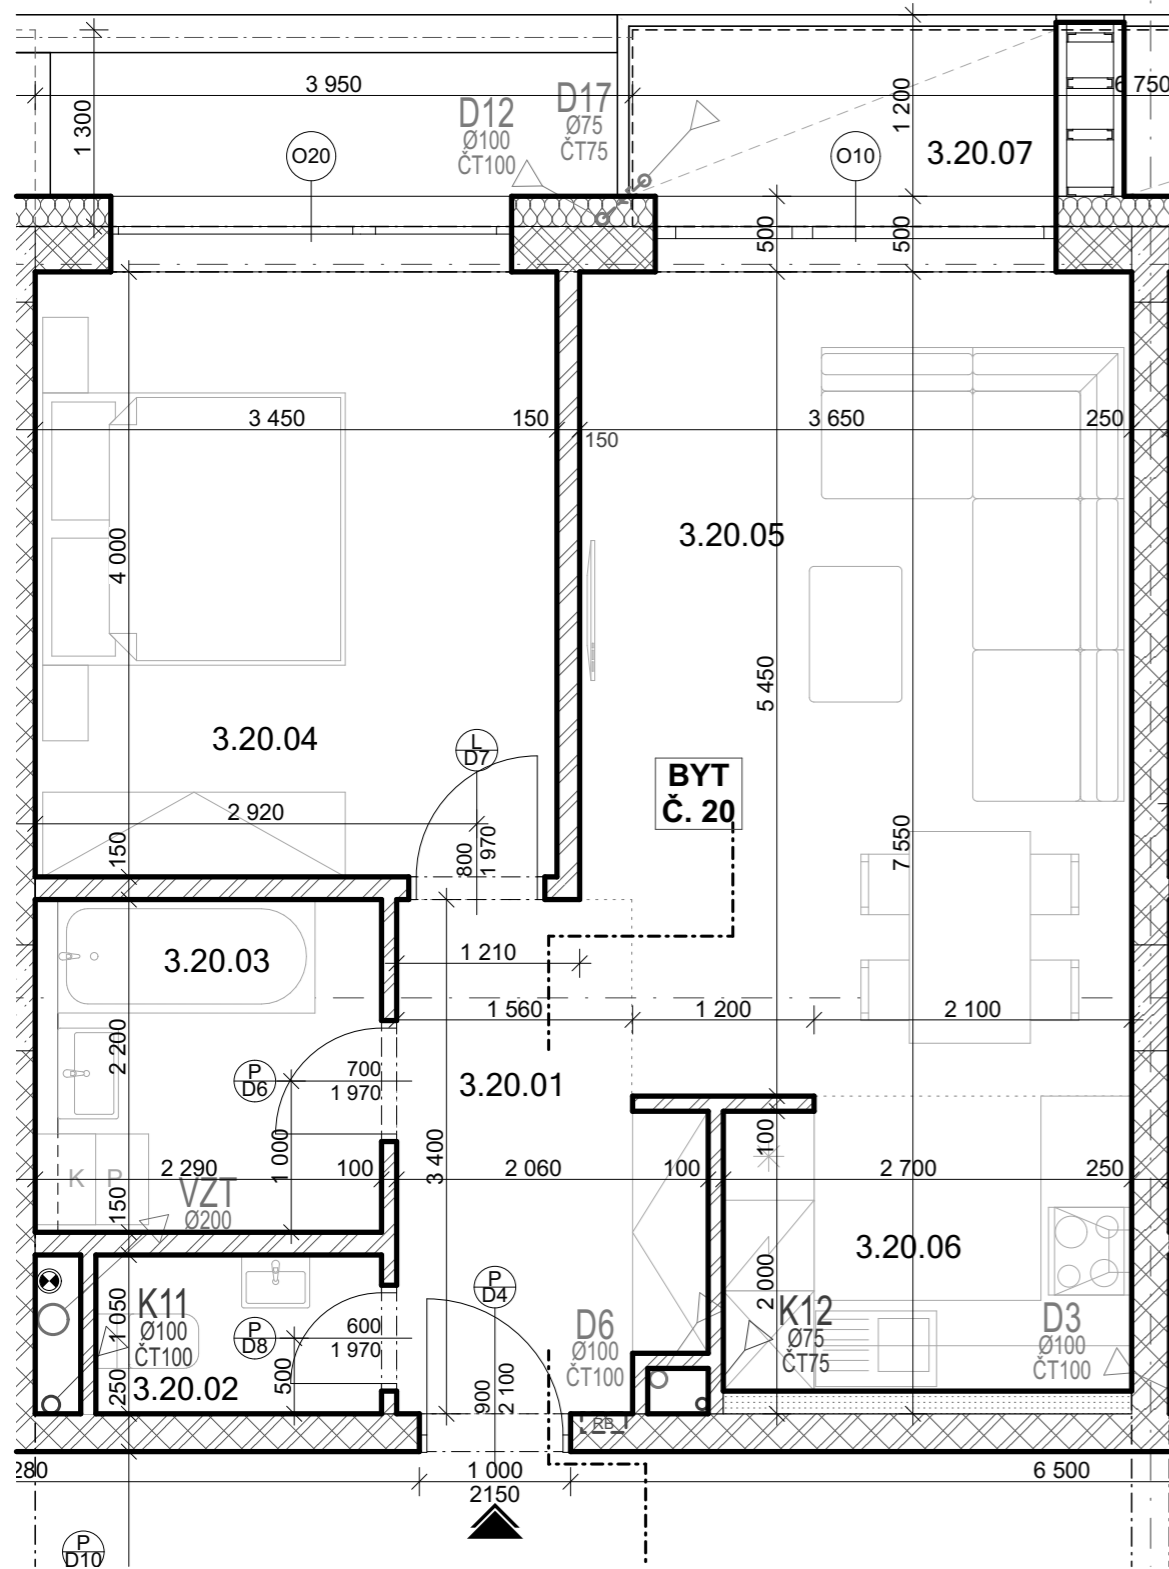 3 950
6 750
1 300
D12
Ø100
ČT100
D17
Ø75
ČT75
1 200
O20
O10
3.20.07
500
500
3 450
150
150
3 650
250
4 000
3.20.05
5 450
3.20.04
L
D7
BYT
Č. 20
2 920
150
800
1 970
7 550
3.20.03
1 210
1 560
1 200
2 100
2 200
P
D6
700
1 970
3.20.01
1 000
3 400
100
2 290
100
2 060
100
2 700
250
K
P
VZT
Ø200
150
3.20.06
P
D4
2 000
K11
Ø100
ČT100
1 050
P
D8
600
1 970
D6
Ø100
ČT100
K12
Ø75
ČT75
D3
Ø100
ČT100
3.20.02
250
500
900
2 100
RB
280
1 000
2150
6 500
P
D10